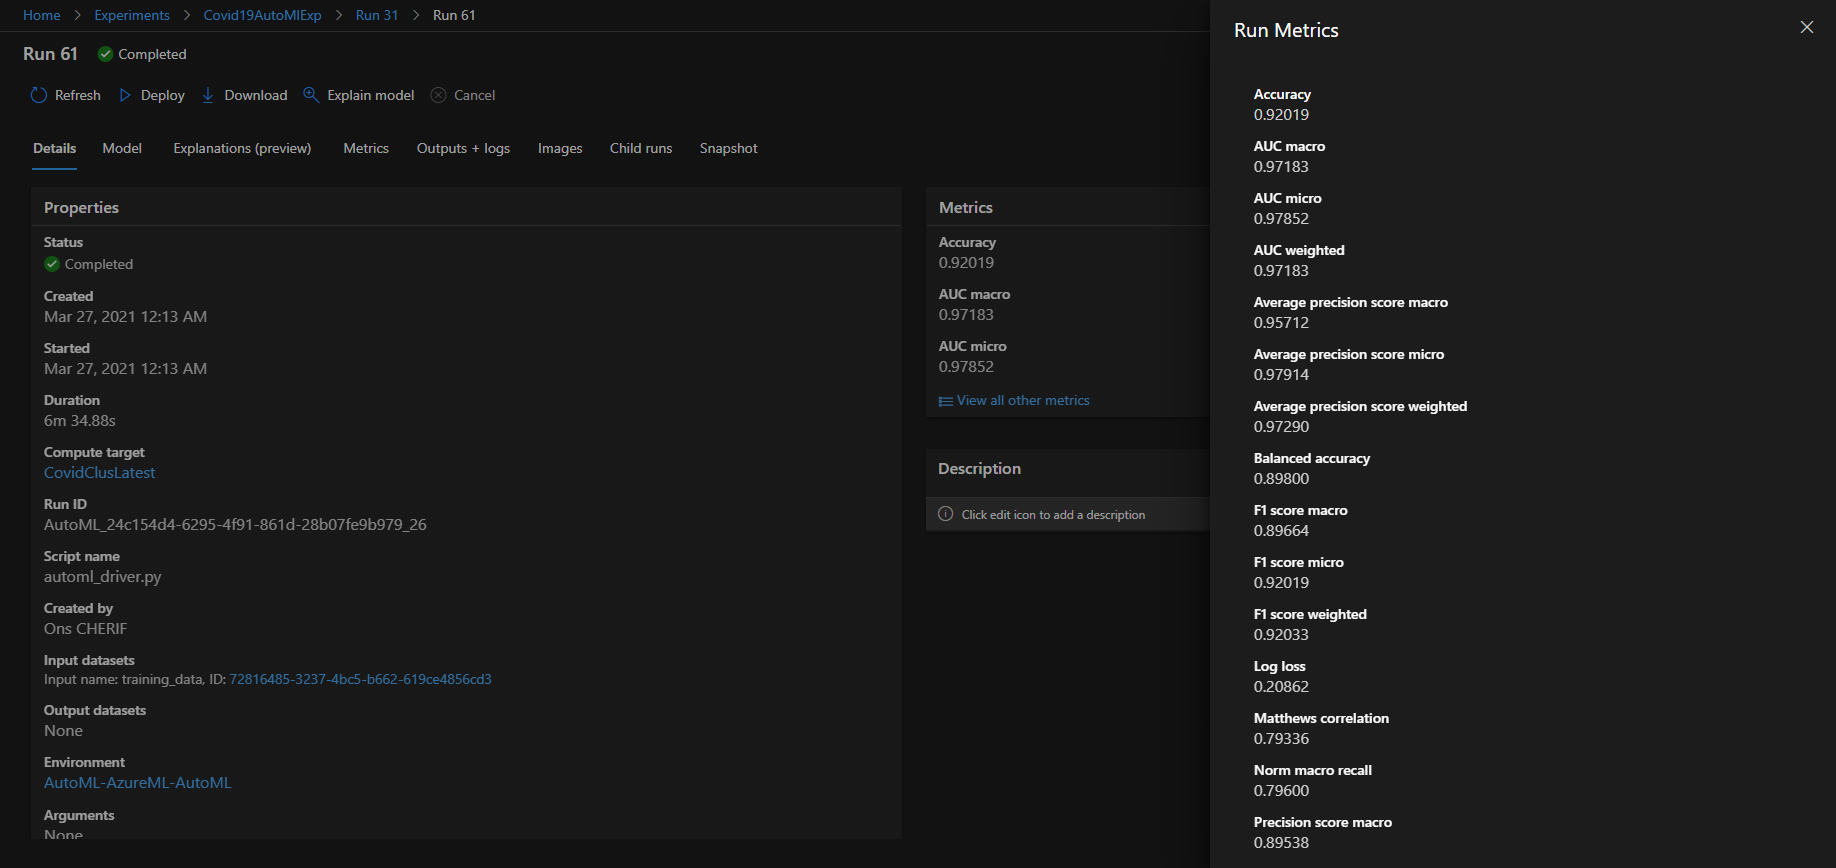 Home > Experiments > Covid19AutoMlExp > Run 31 > Run 61
Run 61 Completed
Refresh Deploy Download Explain model Cancel
Details Model Explanations (preview) Metrics Outputs + logs Images Child runs Snapshot
Properties
Status
Completed
Created
Mar 27, 2021 12:13 AM
Started
Mar 27, 2021 12:13 AM
Duration
6m 34.88s
Compute target
CovidClusLatest
Run ID
AutoML_24c154d4-6295-4f91-861d-28b07fe9b979_26
Script name
automl_driver.py
Created by
Ons CHERIF
Input datasets
Input name: training_data, ID: 72816485-3237-4bc5-b662-619ce4856cd3
Output datasets
None
Environment
AutoML-AzureML-AutoML
Arguments
None
Metrics
Accuracy
0.92019
AUC macro
0.97183
AUC micro
0.97852
View all other metrics
Description
Click edit icon to add a description
Run Metrics
Accuracy
0.92019
AUC macro
0.97183
AUC micro
0.97852
AUC weighted
0.97183
Average precision score macro
0.95712
Average precision score micro
0.97914
Average precision score weighted
0.97290
Balanced accuracy
0.89800
F1 score macro
0.89664
F1 score micro
0.92019
F1 score weighted
0.92033
Log loss
0.20862
Matthews correlation
0.79336
Norm macro recall
0.79600
Precision score macro
0.89538